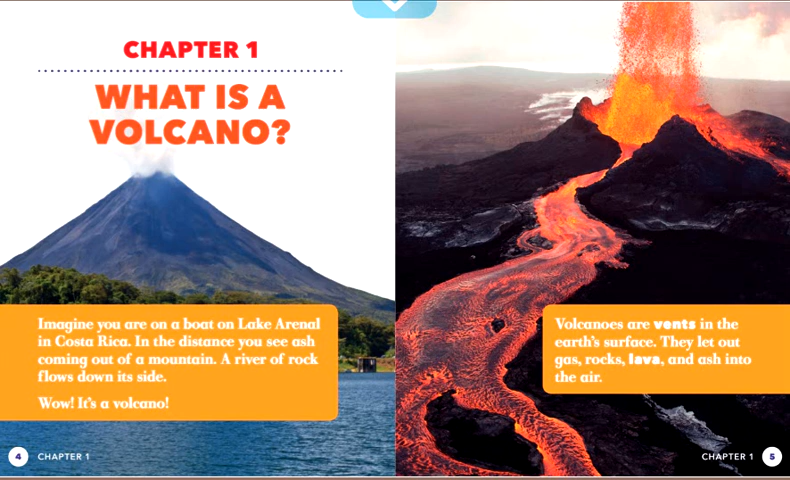 CHAPTER 1
WHAT IS A
VOLCANO?
Imagine you are on a boat on Lake Arenal
in Costa Rica. In the distance you see ash
coming out of a mountain. A river of rock
flows down its side.
Wow! It's a volcano!
4 CHAPTER 1
Volcanoes are vents in the
earth's surface. They let out
gas, rocks, lava, and ash into
the air.
CHAPTER 1 5